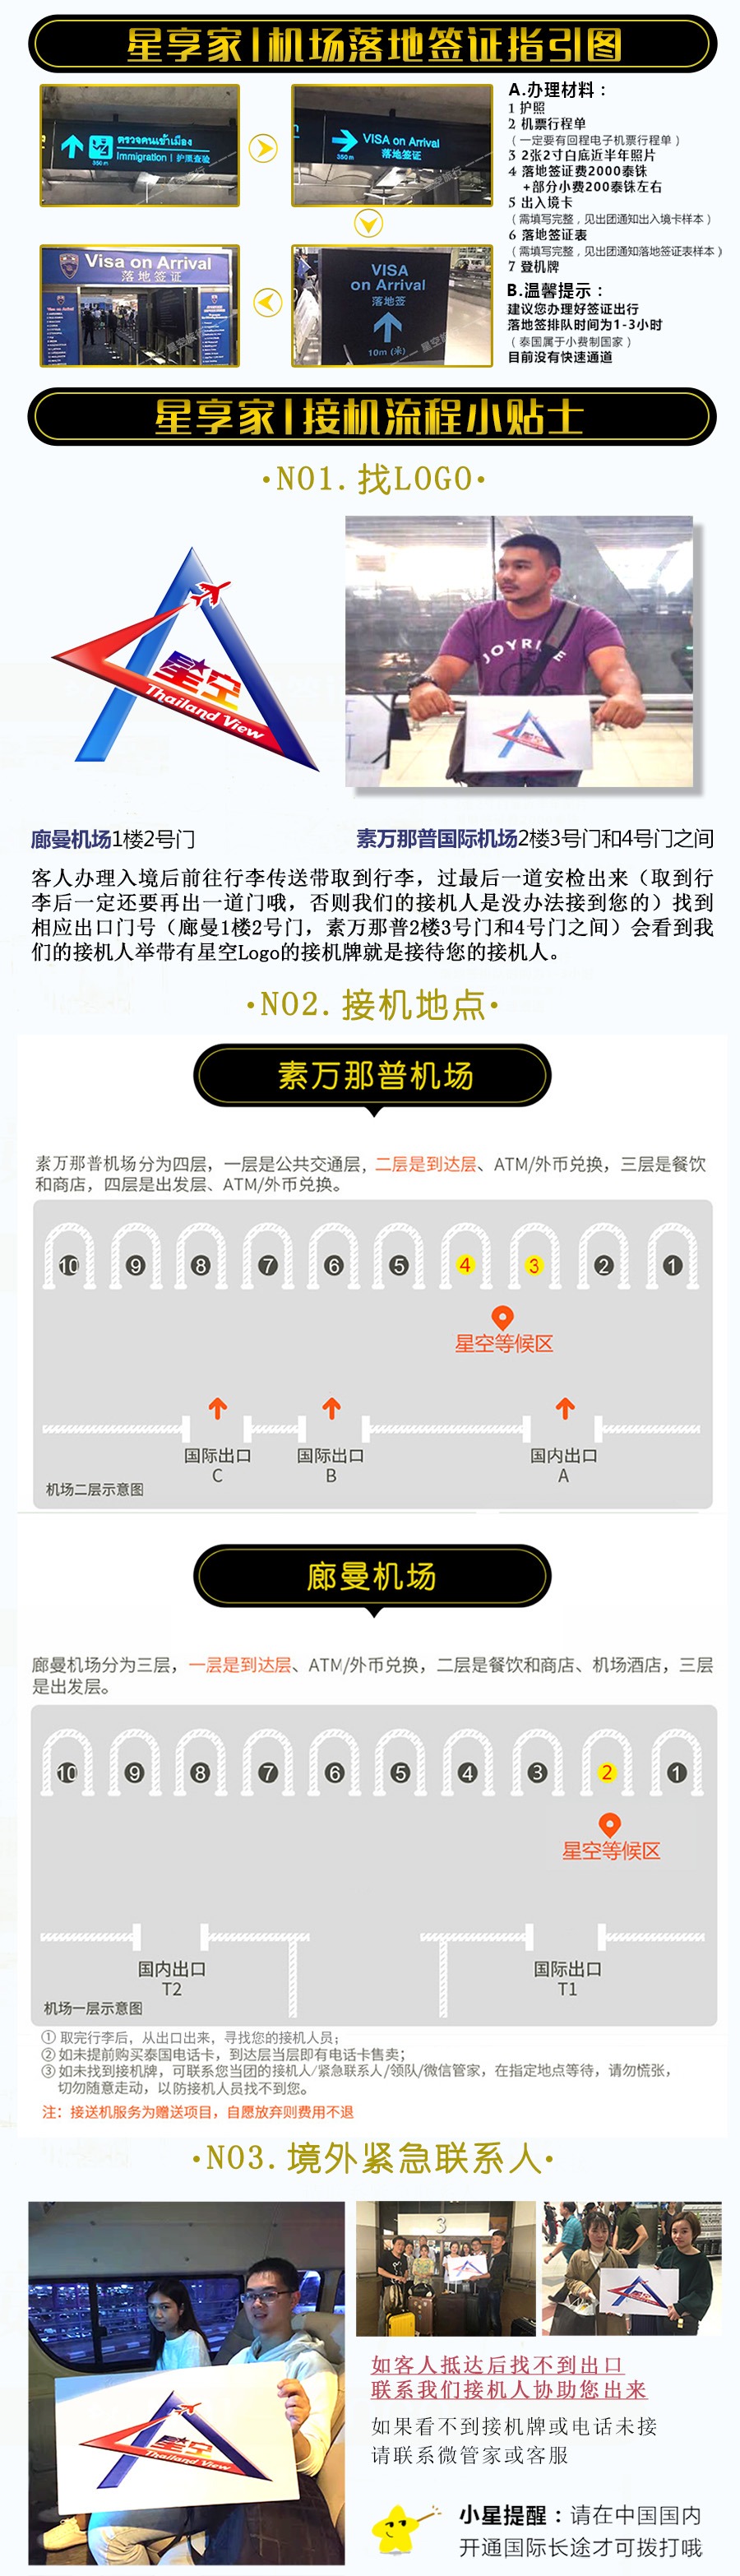 星享家|机场落地签证指引图
ตรวจคนเข้าเมือง
Immigration | 护照查验
350 m
VISA on Arrival
落地签证
350 m
Visa on Arrival
落地签证
VISA
on Arrival
落地签
10m (米)
A.办理材料：
1 护照
2 机票行程单
（一定要有回程电子机票行程单）
3 2张2寸白底近半年照片
4 落地签证费2000泰铢
+部分小费200泰铢左右
5 出入境卡
（需填写完整，见出团通知出入境卡样本）
6 落地签证表
（需填写完整，见出团通知落地签证表样本）
7 登机牌
B.温馨提示：
建议您办理好签证出行
落地签排队时间为1-3小时
（泰国属于小费制国家）
目前没有快速通道
星享家|接机流程小贴士
·NO1.找LOGO·
星空
Thailand View
JOYRI E
廊曼机场1楼2号门
素万那普国际机场2楼3号门和4号门之间
客人办理入境后前往行李传送带取到行李，过最后一道安检出来（取到行
李后一定还要再出一道门哦，否则我们的接机人是没办法接到您的）找到
相应出口门号（廊曼1楼2号门，素万那普2楼3号门和4号门之间）会看到我
们的接机人举带有星空Logo的接机牌就是接待您的接机人。
·NO2.接机地点·
素万那普机场
素万那普机场分为四层，一层是公共交通层，二层是到达层、ATM/外币兑换，三层是餐饮
和商店，四层是出发层、ATM/外币兑换。
10 9 8 7 6 5 4 3 2 1
星空等候区
国际出口 国际出口 国内出口
C B A
机场二层示意图
廊曼机场
廊曼机场分为三层，一层是到达层、ATM/外币兑换，二层是餐饮和商店、机场酒店，三层
是出发层。
10 9 8 7 6 5 4 3 2 1
星空等候区
国内出口 国际出口
T2 T1
机场一层示意图
① 取完行李后，从出口出来，寻找您的接机人员；
② 如未提前购买泰国电话卡，到达层当层即有电话卡售卖；
③ 如未找到接机牌，可联系您当团的接机人/紧急联系人/领队/微信管家，在指定地点等待，请勿慌张，
切勿随意走动，以防接机人员找不到您。
注：接送机服务为赠送项目，自愿放弃则费用不退
·NO3.境外紧急联系人·
星空
Thailand View
3
如客人抵达后找不到出口
联系我们接机人协助您出来
如果看不到接机牌或电话未接
请联系微管家或客服
小星提醒：请在中国国内
开通国际长途才可拨打哦